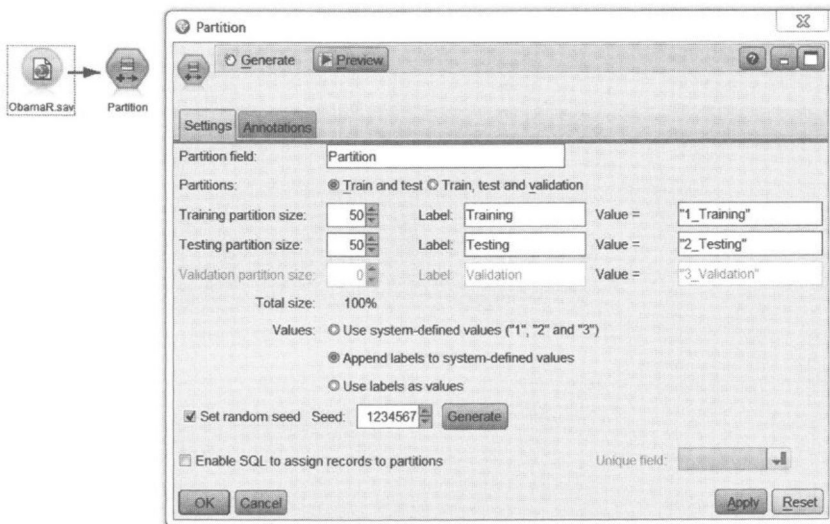 ObamaR.sav
Partition
Partition
Generate Preview
Settings Annotations
Partition field: Partition
Partitions: Train and test Train, test and validation
Training partition size: 50 Label: Training Value = "1_Training"
Testing partition size: 50 Label: Testing Value = "2_Testing"
Validation partition size: 0 Label: Validation Value = "3_Validation"
Total size: 100%
Values: Use system-defined values ("1", "2" and "3")
Append labels to system-defined values
Use labels as values
Set random seed Seed: 1234567 Generate
Enable SQL to assign records to partitions Unique field:
OK Cancel Apply Reset